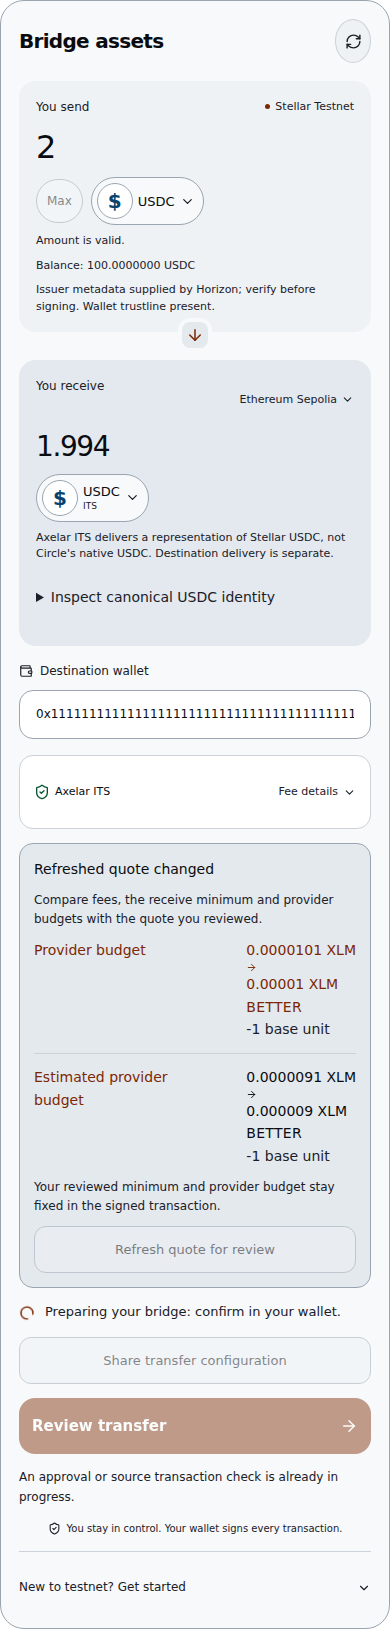 Bridge assets
You send
Stellar Testnet
2
Max
$ USDC
Amount is valid.
Balance: 100.0000000 USDC
Issuer metadata supplied by Horizon; verify before
signing. Wallet trustline present.
You receive
Ethereum Sepolia
1.994
$ USDC
ITS
Axelar ITS delivers a representation of Stellar USDC, not
Circle's native USDC. Destination delivery is separate.
Inspect canonical USDC identity
Destination wallet
0x1111111111111111111111111111111111111111
Axelar ITS
Fee details
Refreshed quote changed
Compare fees, the receive minimum and provider
budgets with the quote you reviewed.
Provider budget
0.0000101 XLM
→
0.00001 XLM
BETTER
-1 base unit
Estimated provider
budget
0.0000091 XLM
→
0.000009 XLM
BETTER
-1 base unit
Your reviewed minimum and provider budget stay
fixed in the signed transaction.
Refresh quote for review
Preparing your bridge: confirm in your wallet.
Share transfer configuration
Review transfer
An approval or source transaction check is already in
progress.
You stay in control. Your wallet signs every transaction.
New to testnet? Get started